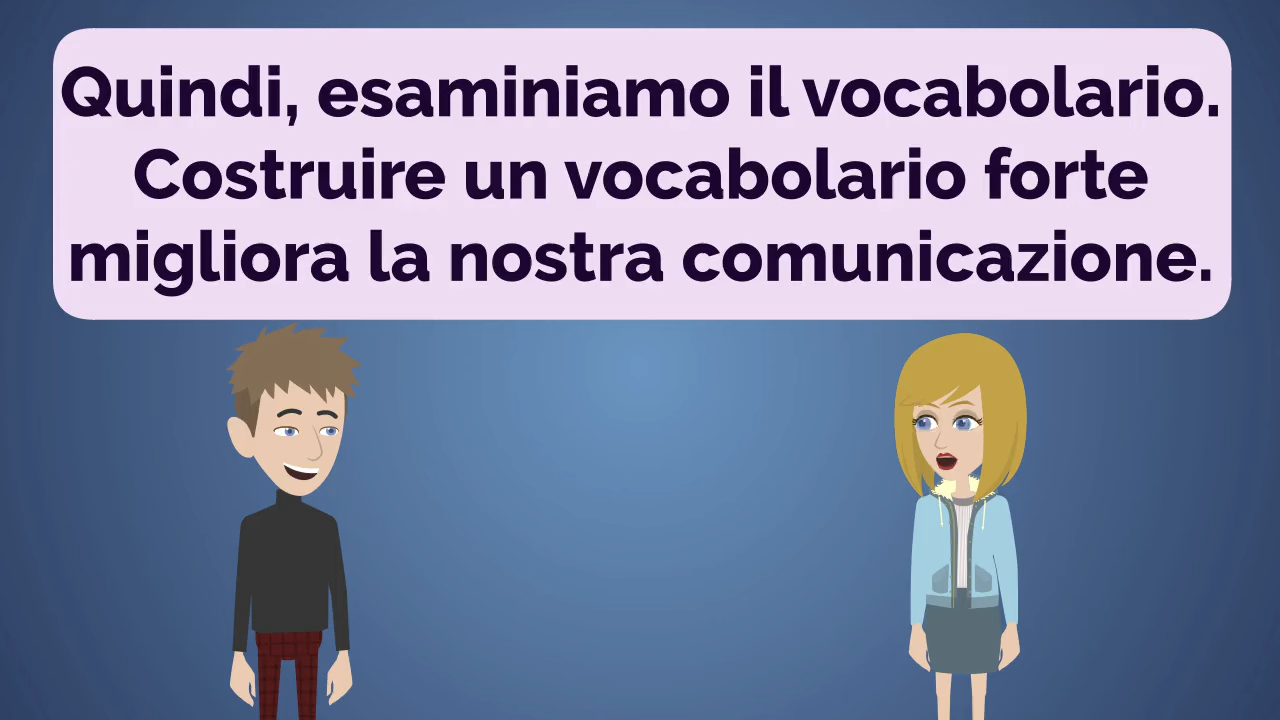 Quindi, esaminiamo il vocabolario.
Costruire un vocabolario forte
migliora la nostra comunicazione.